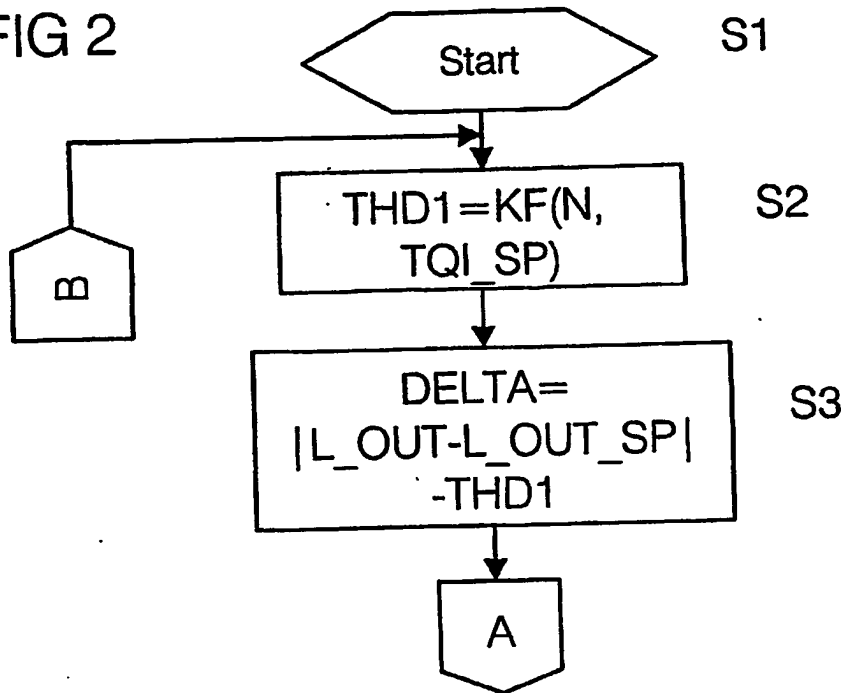 FIG 2
Start
S1
THD1=KF(N,
TQI_SP)
S2
B
DELTA=
|L_OUT-L_OUT_SP|
-THD1
S3
A